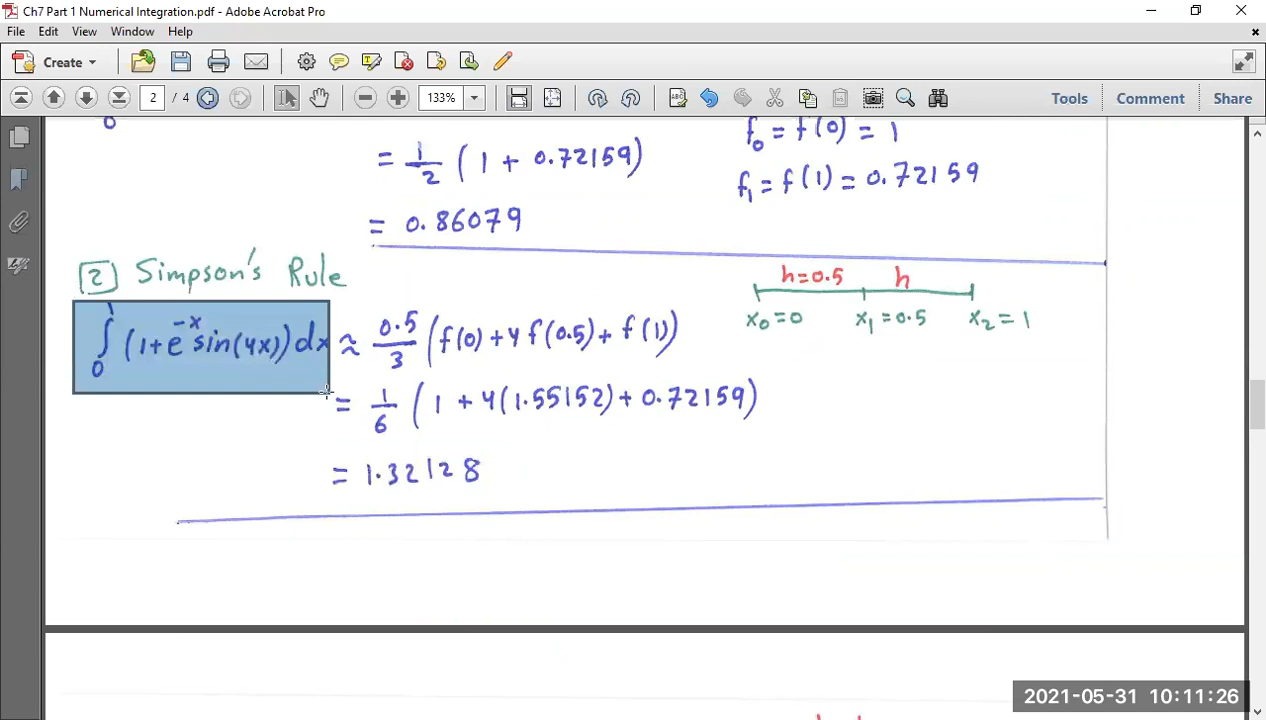 Ch7 Part 1 Numerical Integration.pdf - Adobe Acrobat Pro
File Edit View Window Help
Create
2 / 4 133% Tools Comment Share
0
f₀ = f(0) = 1
= 1/2 (1 + 0.72159)
f₁ = f(1) = 0.72159
= 0.86079
[2] Simpson's Rule
h=0.5 h
x₀=0 x₁=0.5 x₂=1
∫₀¹ (1+e⁻ˣ sin(4x)) dx ≈ 0.5/3 (f(0)+4f(0.5)+f(1))
= 1/6 (1 + 4(1.55152) + 0.72159)
= 1.32128
2021-05-31 10:11:26